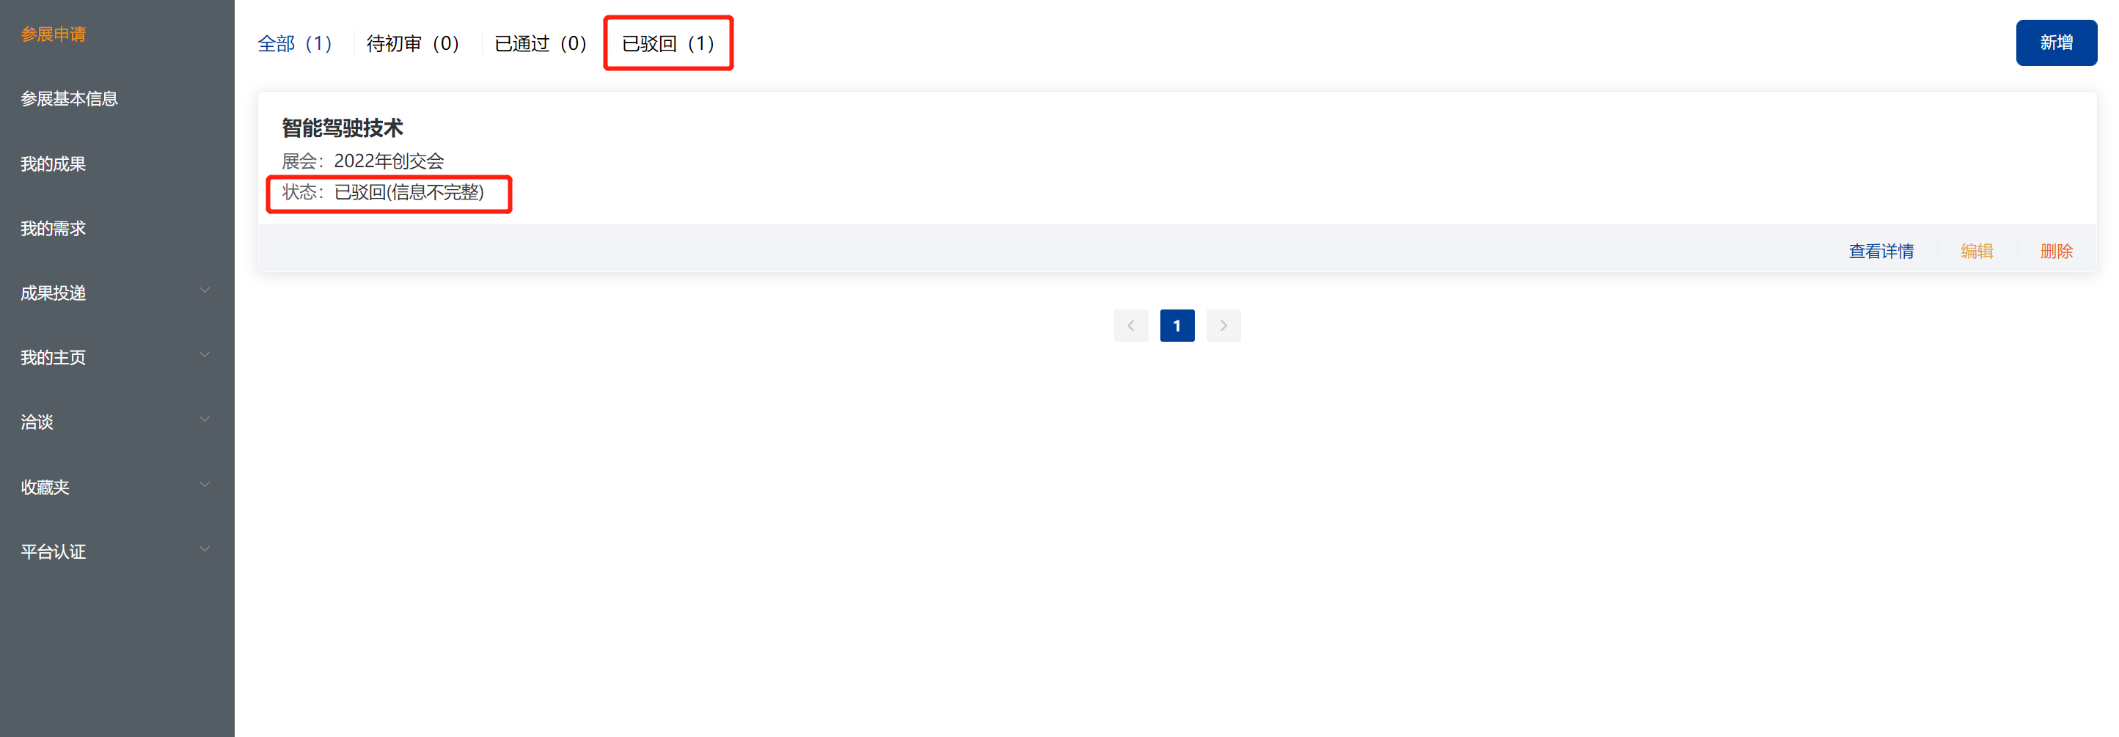 参展申请
参展基本信息
我的成果
我的需求
成果投递
我的主页
洽谈
收藏夹
平台认证
全部（1） 待初审（0） 已通过（0） 已驳回（1）
新增
智能驾驶技术
展会：2022年创交会
状态：已驳回(信息不完整)
查看详情 编辑 删除
1